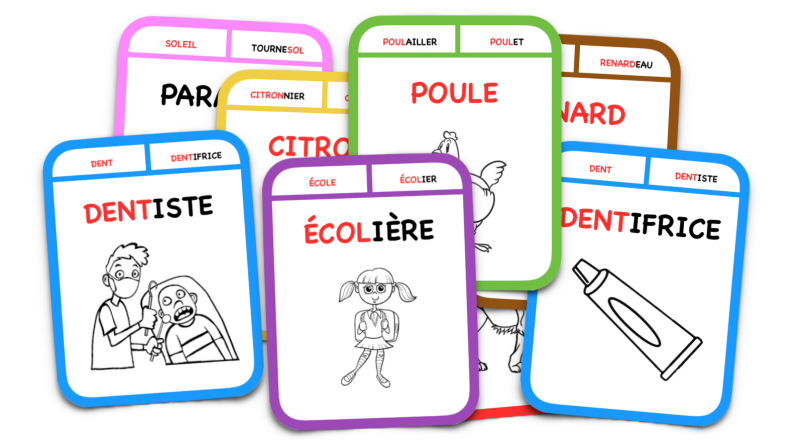 SOLEIL
TOURNESOL
PARA
POULAILLER
POULET
POULE
RENARDEAU
NARD
CITRONNIER
CITRO
DENT
DENTIFRICE
DENTISTE
ÉCOLE
ÉCOLIER
ÉCOLIÈRE
DENT
DENTISTE
DENTIFRICE